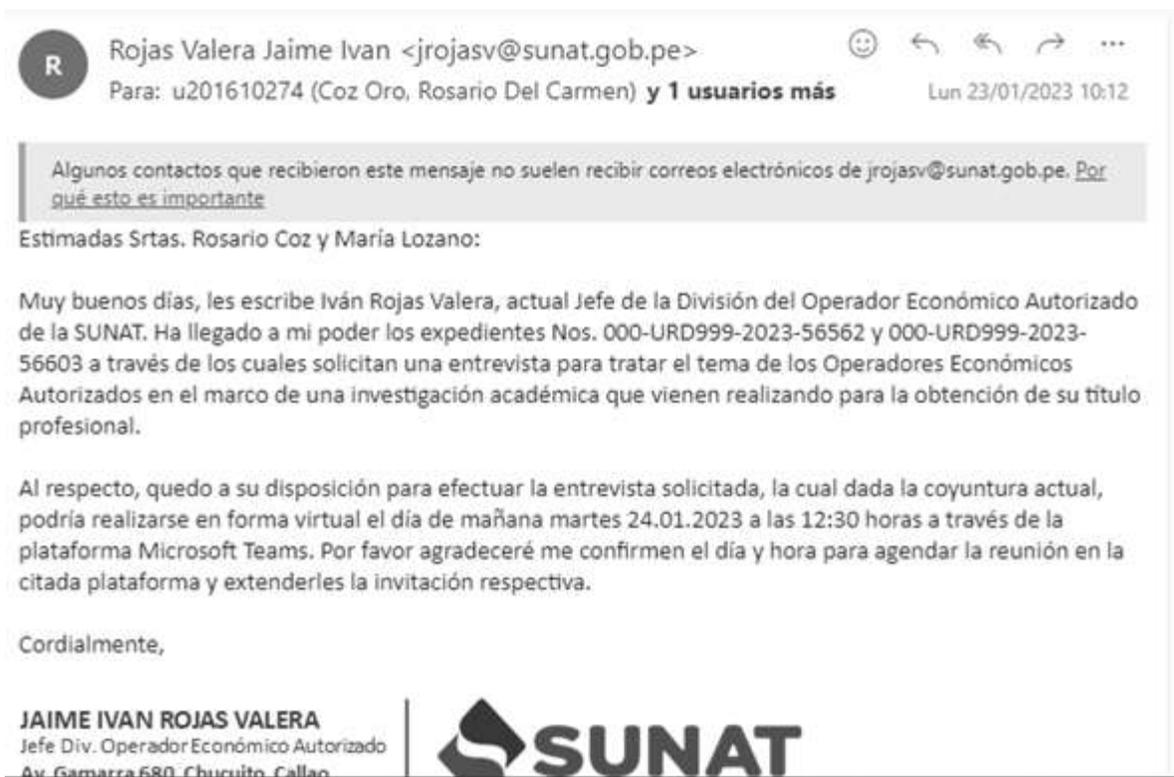 R
Rojas Valera Jaime Ivan <jrojasv@sunat.gob.pe>
Para: u201610274 (Coz Oro, Rosario Del Carmen) y 1 usuarios más
Lun 23/01/2023 10:12
Algunos contactos que recibieron este mensaje no suelen recibir correos electrónicos de jrojasv@sunat.gob.pe. Por
qué esto es importante
Estimadas Srtas. Rosario Coz y María Lozano:
Muy buenos días, les escribe Iván Rojas Valera, actual Jefe de la División del Operador Económico Autorizado
de la SUNAT. Ha llegado a mi poder los expedientes Nos. 000-URD999-2023-56562 y 000-URD999-2023-
56603 a través de los cuales solicitan una entrevista para tratar el tema de los Operadores Económicos
Autorizados en el marco de una investigación académica que vienen realizando para la obtención de su título
profesional.
Al respecto, quedo a su disposición para efectuar la entrevista solicitada, la cual dada la coyuntura actual,
podría realizarse en forma virtual el día de mañana martes 24.01.2023 a las 12:30 horas a través de la
plataforma Microsoft Teams. Por favor agradeceré me confirmen el día y hora para agendar la reunión en la
citada plataforma y extenderles la invitación respectiva.
Cordialmente,
JAIME IVAN ROJAS VALERA
Jefe Div. Operador Económico Autorizado
Av. Gamarra 680, Chucuito, Callao
SUNAT